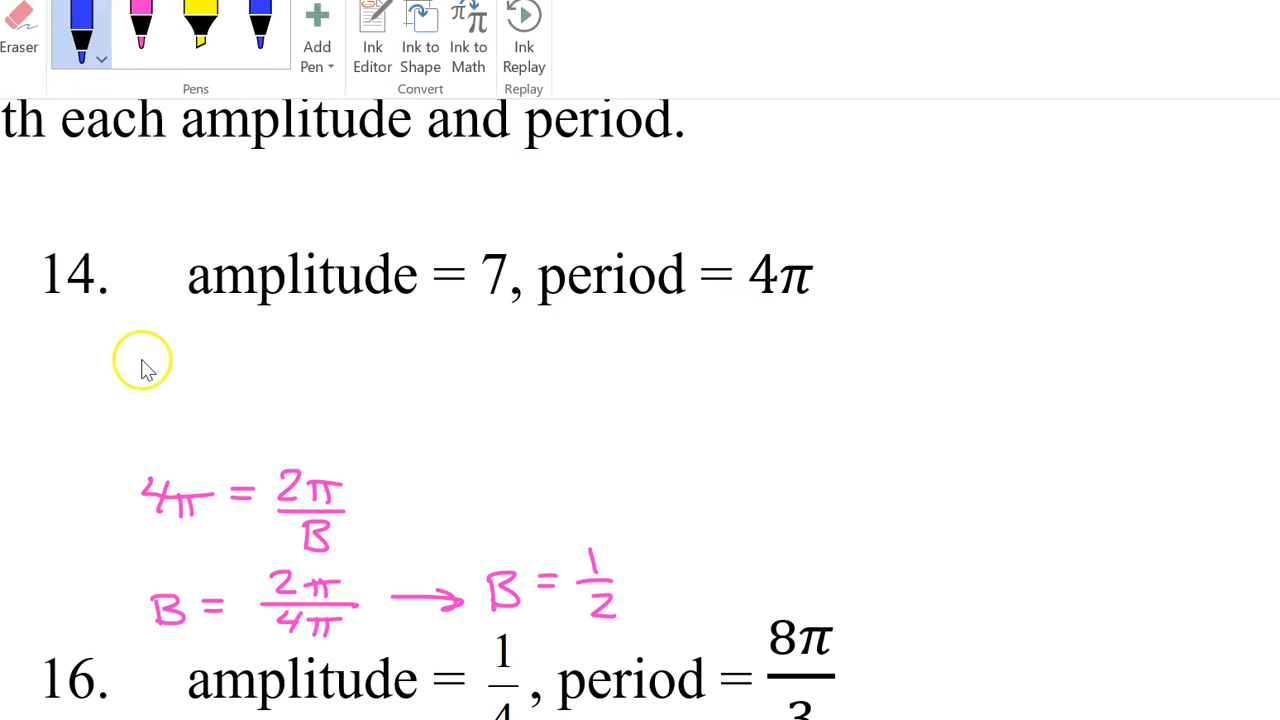 Eraser
Add Pen
Ink Editor
Ink to Shape
Ink to Math
Ink Replay
Pens
Convert
Replay
th each amplitude and period.
14. amplitude = 7, period = 4π
4π = 2π/B
B = 2π/4π → B = 1/2
16. amplitude = 1/4, period = 8π/3